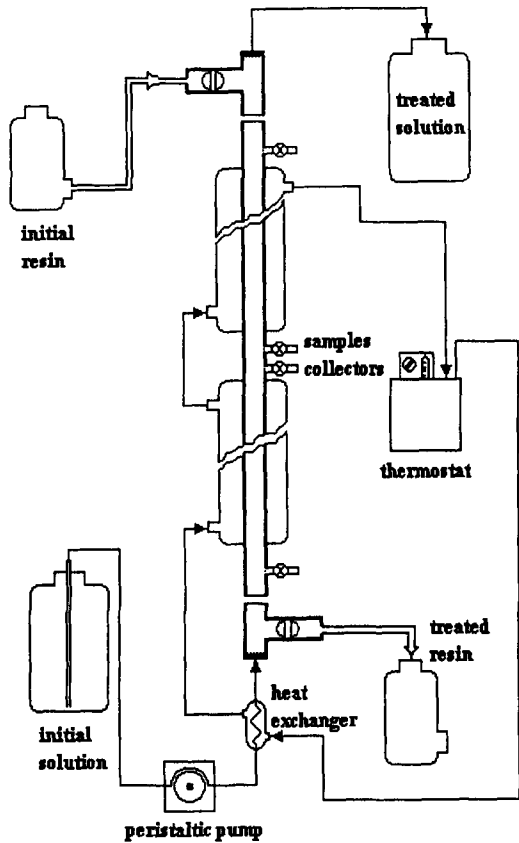 treated
solution
initial
resin
samples
collectors
thermostat
treated
resin
heat
exchanger
initial
solution
peristaltic pump